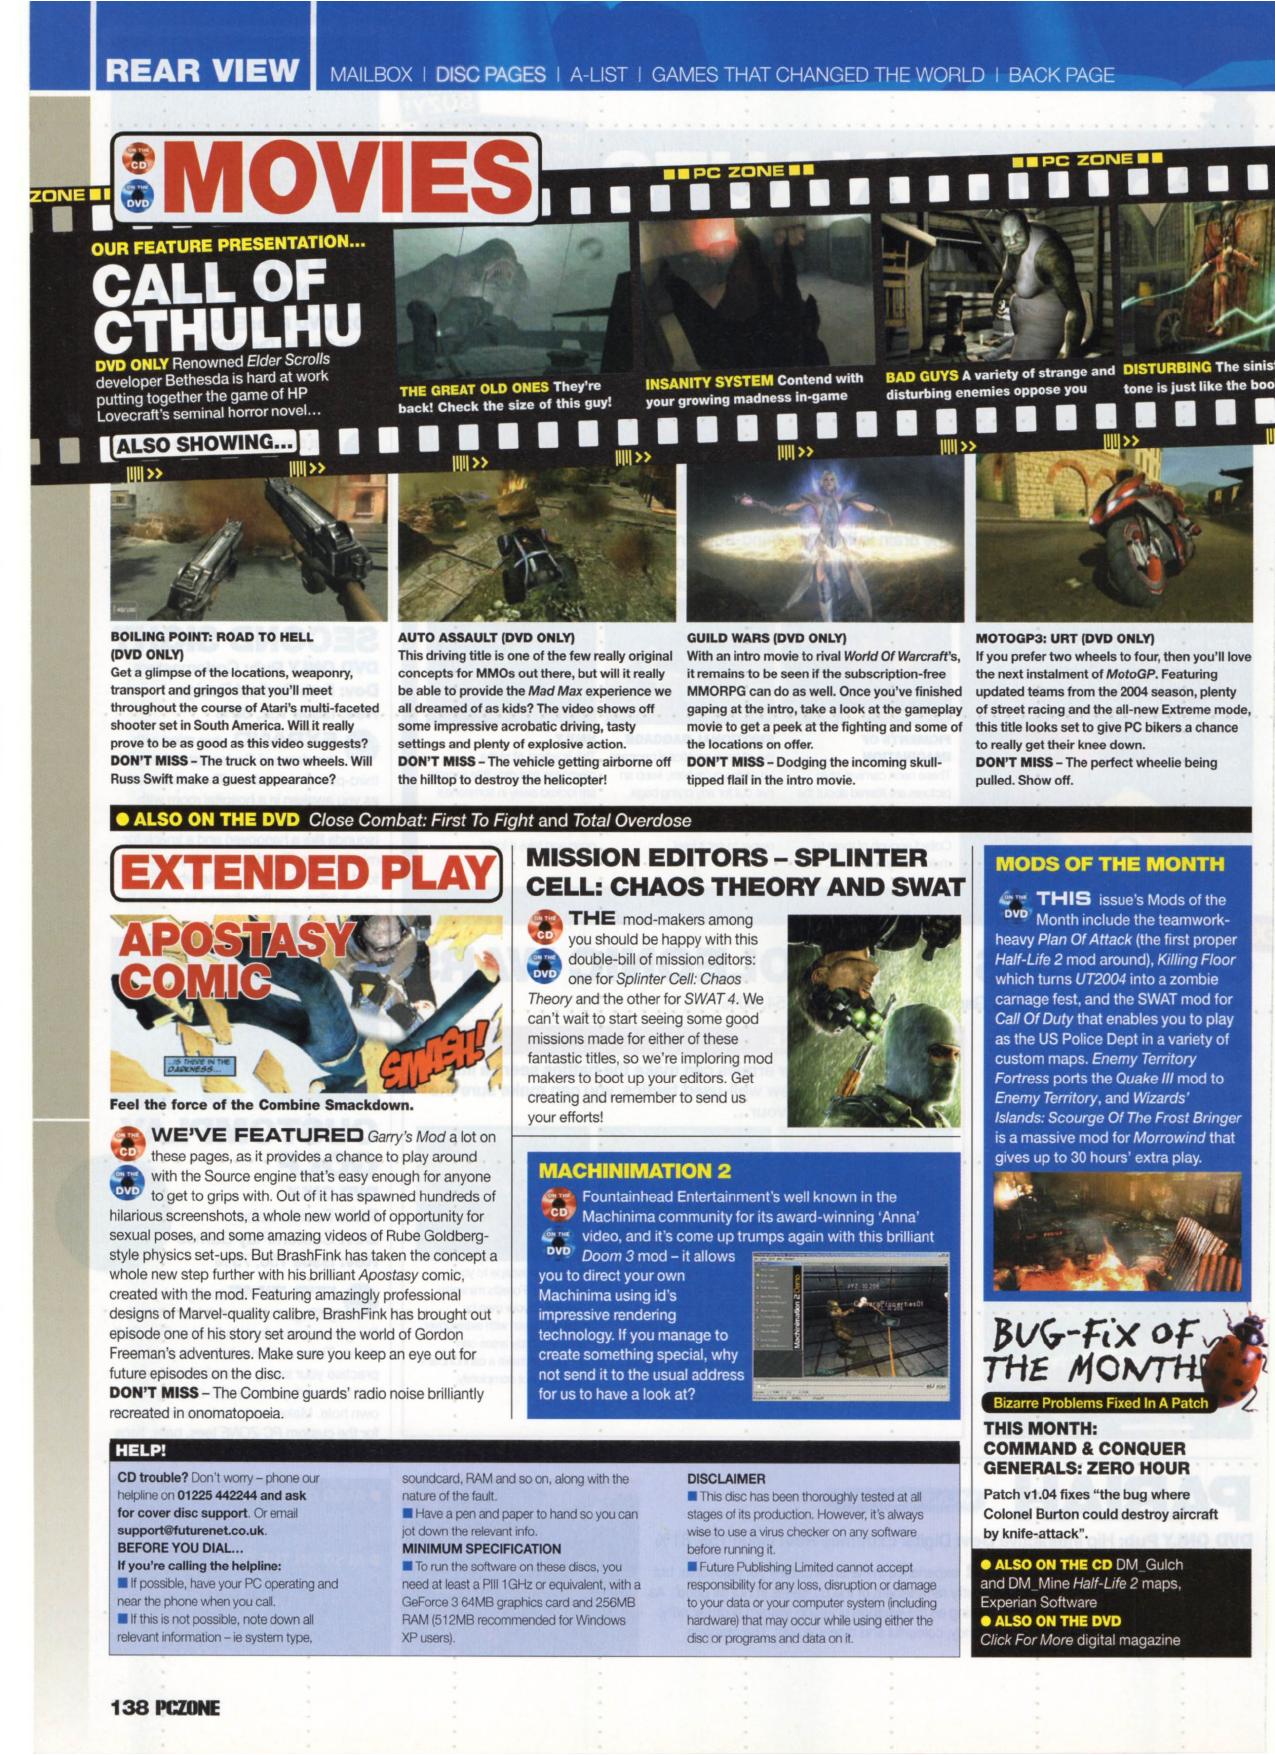 REAR VIEW
MAILBOX | DISC PAGES | A-LIST | GAMES THAT CHANGED THE WORLD | BACK PAGE
ON THE CD
ON THE DVD
MOVIES
ZONE
PC ZONE
PC ZONE
OUR FEATURE PRESENTATION...
CALL OF
CTHULHU
DVD ONLY Renowned Elder Scrolls
developer Bethesda is hard at work
putting together the game of HP
Lovecraft's seminal horror novel...
THE GREAT OLD ONES They're
back! Check the size of this guy!
INSANITY SYSTEM Contend with
your growing madness in-game
BAD GUYS A variety of strange and
disturbing enemies oppose you
DISTURBING The sinis
tone is just like the boo
ALSO SHOWING...
BOILING POINT: ROAD TO HELL
(DVD ONLY)
Get a glimpse of the locations, weaponry,
transport and gringos that you'll meet
throughout the course of Atari's multi-faceted
shooter set in South America. Will it really
prove to be as good as this video suggests?
DON'T MISS – The truck on two wheels. Will
Russ Swift make a guest appearance?
AUTO ASSAULT (DVD ONLY)
This driving title is one of the few really original
concepts for MMOs out there, but will it really
be able to provide the Mad Max experience we
all dreamed of as kids? The video shows off
some impressive acrobatic driving, tasty
settings and plenty of explosive action.
DON'T MISS – The vehicle getting airborne off
the hilltop to destroy the helicopter!
GUILD WARS (DVD ONLY)
With an intro movie to rival World Of Warcraft's,
it remains to be seen if the subscription-free
MMORPG can do as well. Once you've finished
gaping at the intro, take a look at the gameplay
movie to get a peek at the fighting and some of
the locations on offer.
DON'T MISS – Dodging the incoming skull-
tipped flail in the intro movie.
MOTOGP3: URT (DVD ONLY)
If you prefer two wheels to four, then you'll love
the next instalment of MotoGP. Featuring
updated teams from the 2004 season, plenty
of street racing and the all-new Extreme mode,
this title looks set to give PC bikers a chance
to really get their knee down.
DON'T MISS – The perfect wheelie being
pulled. Show off.
● ALSO ON THE DVD Close Combat: First To Fight and Total Overdose
EXTENDED PLAY
APOSTASY
COMIC
...IS THERE IN THE
DARKNESS...
SMASH!
Feel the force of the Combine Smackdown.
ON THE CD
ON THE DVD
WE'VE FEATURED Garry's Mod a lot on
these pages, as it provides a chance to play around
with the Source engine that's easy enough for anyone
to get to grips with. Out of it has spawned hundreds of
hilarious screenshots, a whole new world of opportunity for
sexual poses, and some amazing videos of Rube Goldberg-
style physics set-ups. But BrashFink has taken the concept a
whole new step further with his brilliant Apostasy comic,
created with the mod. Featuring amazingly professional
designs of Marvel-quality calibre, BrashFink has brought out
episode one of his story set around the world of Gordon
Freeman's adventures. Make sure you keep an eye out for
future episodes on the disc.
DON'T MISS – The Combine guards' radio noise brilliantly
recreated in onomatopoeia.
MISSION EDITORS – SPLINTER
CELL: CHAOS THEORY AND SWAT
ON THE CD
ON THE DVD
THE mod-makers among
you should be happy with this
double-bill of mission editors:
one for Splinter Cell: Chaos
Theory and the other for SWAT 4. We
can't wait to start seeing some good
missions made for either of these
fantastic titles, so we're imploring mod
makers to boot up your editors. Get
creating and remember to send us
your efforts!
MACHINIMATION 2
ON THE CD
ON THE DVD
Fountainhead Entertainment's well known in the
Machinima community for its award-winning 'Anna'
video, and it's come up trumps again with this brilliant
Doom 3 mod – it allows
you to direct your own
Machinima using id's
impressive rendering
technology. If you manage to
create something special, why
not send it to the usual address
for us to have a look at?
MODS OF THE MONTH
ON THE DVD
THIS issue's Mods of the
Month include the teamwork-
heavy Plan Of Attack (the first proper
Half-Life 2 mod around), Killing Floor
which turns UT2004 into a zombie
carnage fest, and the SWAT mod for
Call Of Duty that enables you to play
as the US Police Dept in a variety of
custom maps. Enemy Territory
Fortress ports the Quake III mod to
Enemy Territory, and Wizards'
Islands: Scourge Of The Frost Bringer
is a massive mod for Morrowind that
gives up to 30 hours' extra play.
BUG-FIX OF
THE MONTH
Bizarre Problems Fixed In A Patch
THIS MONTH:
COMMAND & CONQUER
GENERALS: ZERO HOUR
Patch v1.04 fixes "the bug where
Colonel Burton could destroy aircraft
by knife-attack".
● ALSO ON THE CD DM_Gulch
and DM_Mine Half-Life 2 maps,
Experian Software
● ALSO ON THE DVD
Click For More digital magazine
HELP!
CD trouble? Don't worry – phone our
helpline on 01225 442244 and ask
for cover disc support. Or email
support@futurenet.co.uk.
BEFORE YOU DIAL...
If you're calling the helpline:
■ If possible, have your PC operating and
near the phone when you call.
■ If this is not possible, note down all
relevant information – ie system type,
soundcard, RAM and so on, along with the
nature of the fault.
■ Have a pen and paper to hand so you can
jot down the relevant info.
MINIMUM SPECIFICATION
■ To run the software on these discs, you
need at least a PIII 1GHz or equivalent, with a
GeForce 3 64MB graphics card and 256MB
RAM (512MB recommended for Windows
XP users).
DISCLAIMER
■ This disc has been thoroughly tested at all
stages of its production. However, it's always
wise to use a virus checker on any software
before running it.
■ Future Publishing Limited cannot accept
responsibility for any loss, disruption or damage
to your data or your computer system (including
hardware) that may occur while using either the
disc or programs and data on it.
138 PCZONE